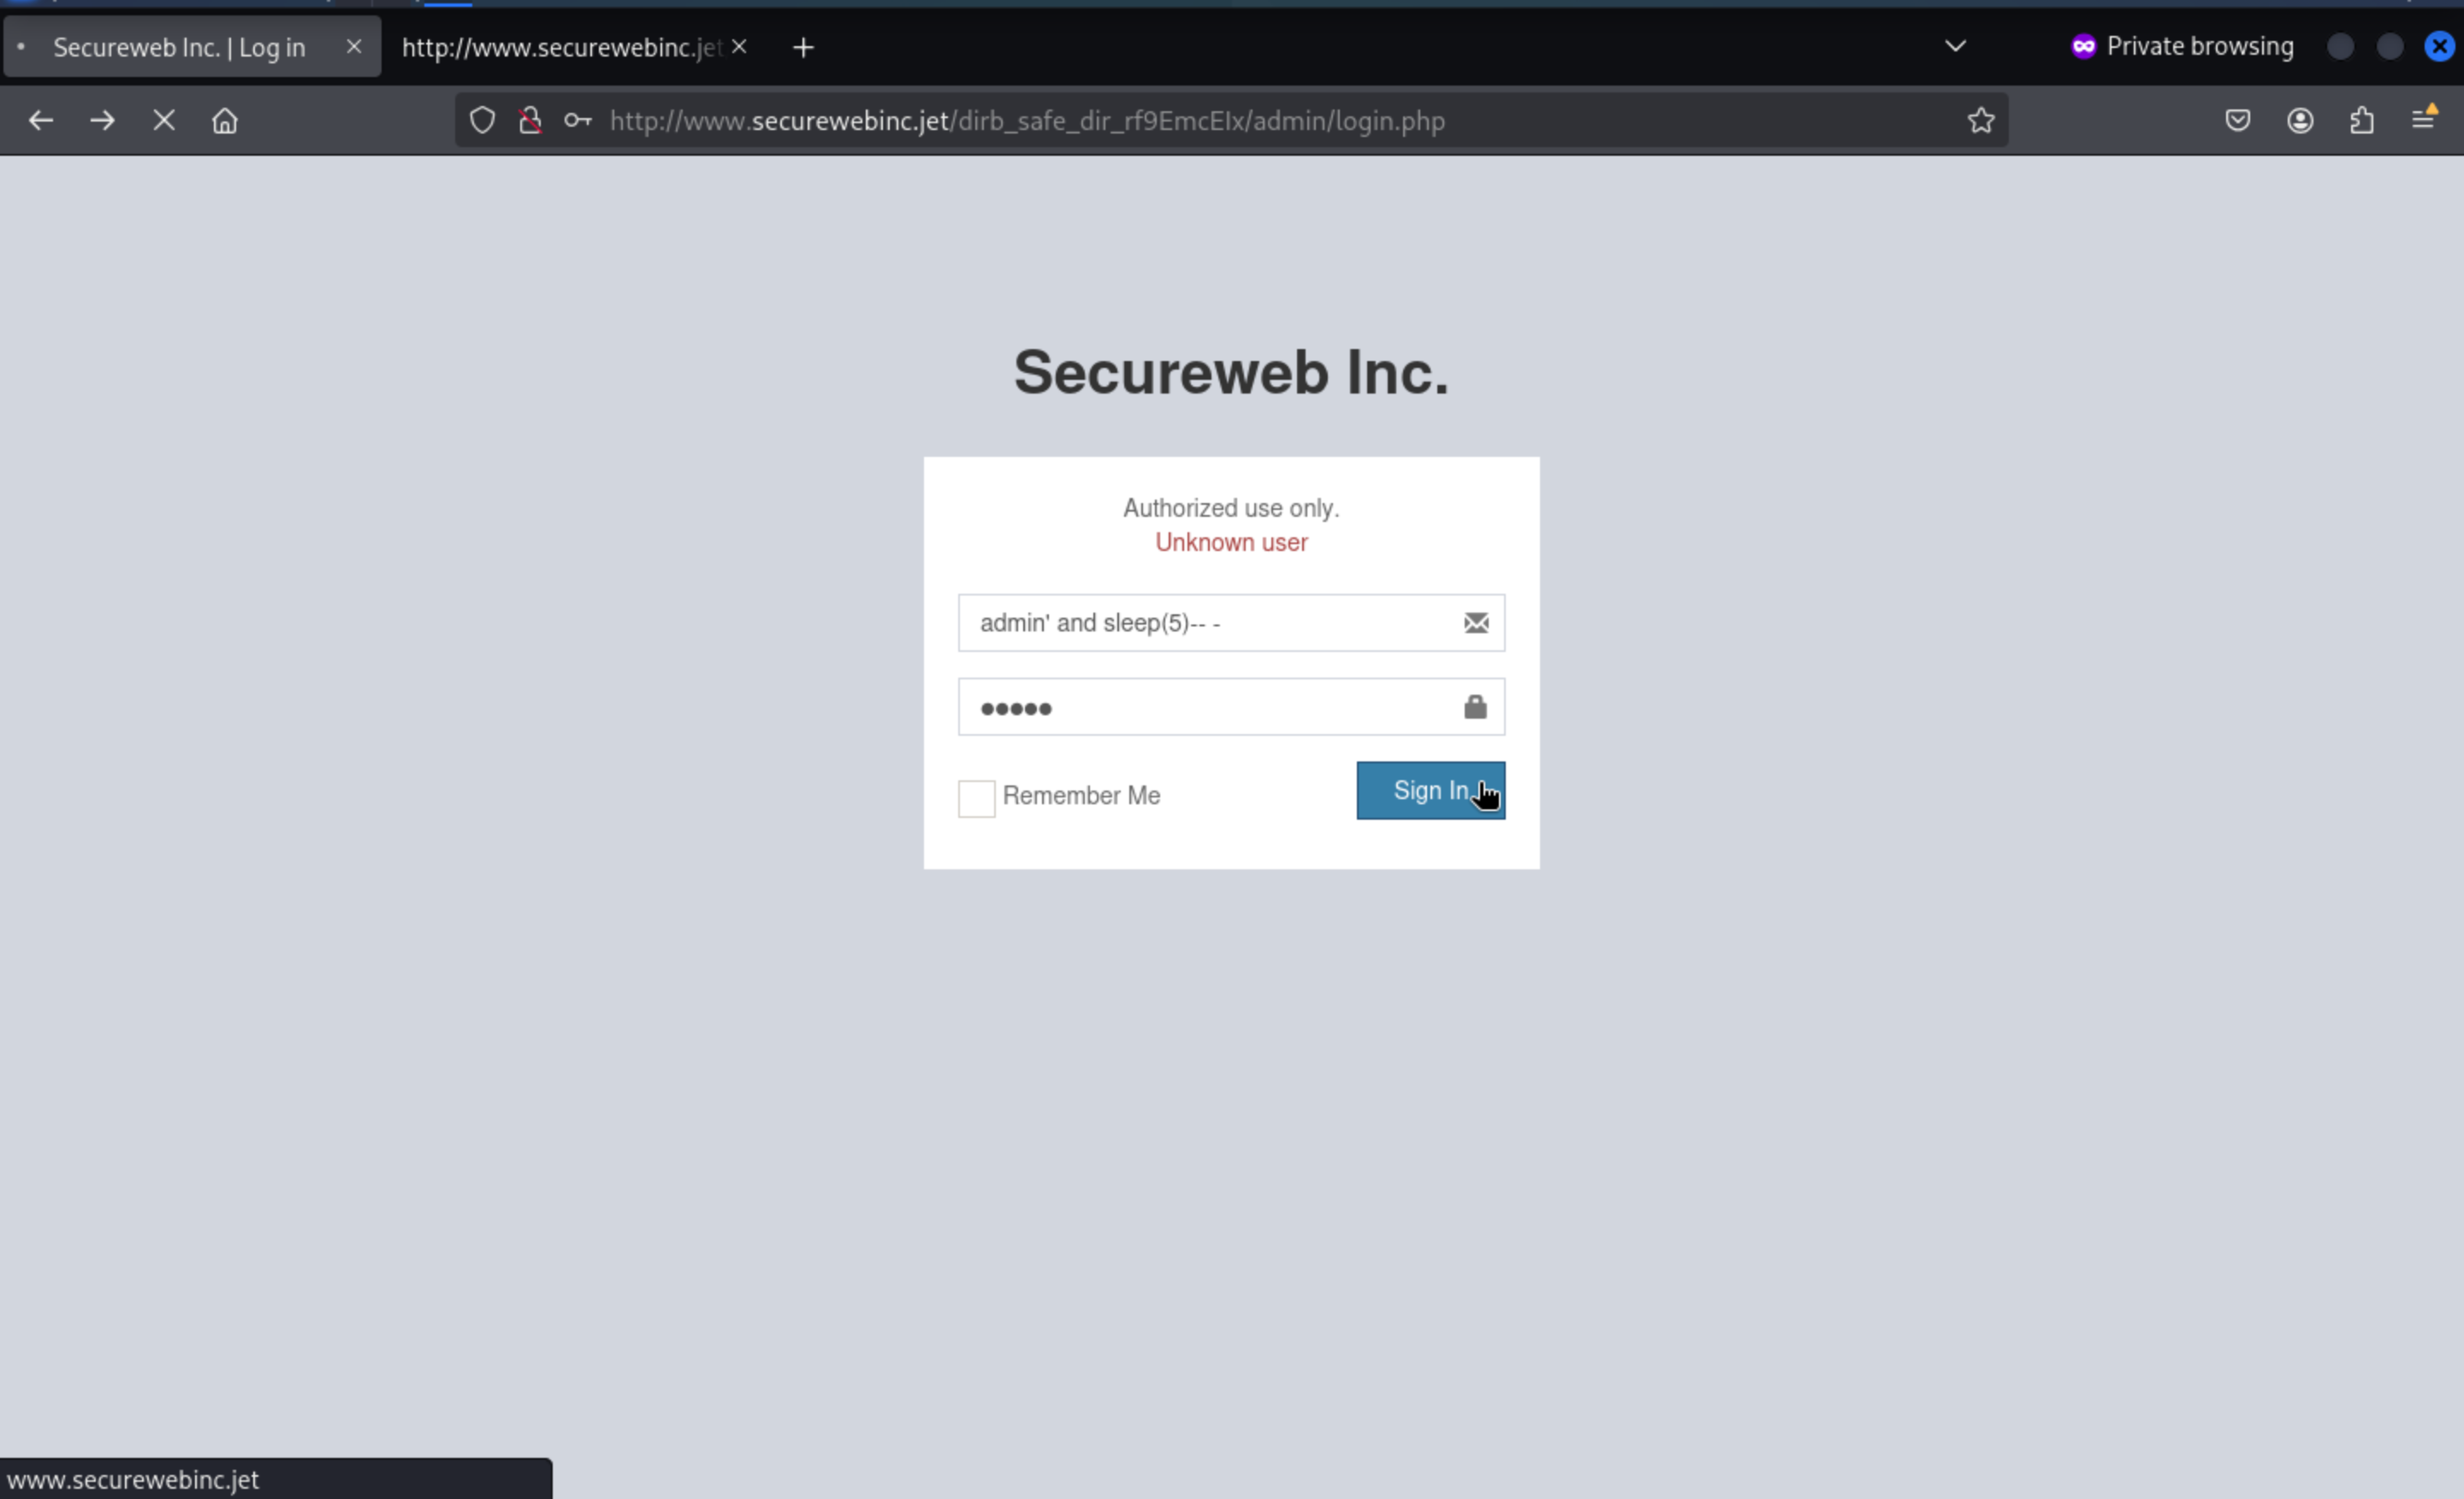 Secureweb Inc. | Log in
http://www.securewebinc.jet
Private browsing
http://www.securewebinc.jet/dirb_safe_dir_rf9EmcEIx/admin/login.php
Secureweb Inc.
Authorized use only.
Unknown user
admin' and sleep(5)-- -
●●●●●
Remember Me
Sign In
www.securewebinc.jet